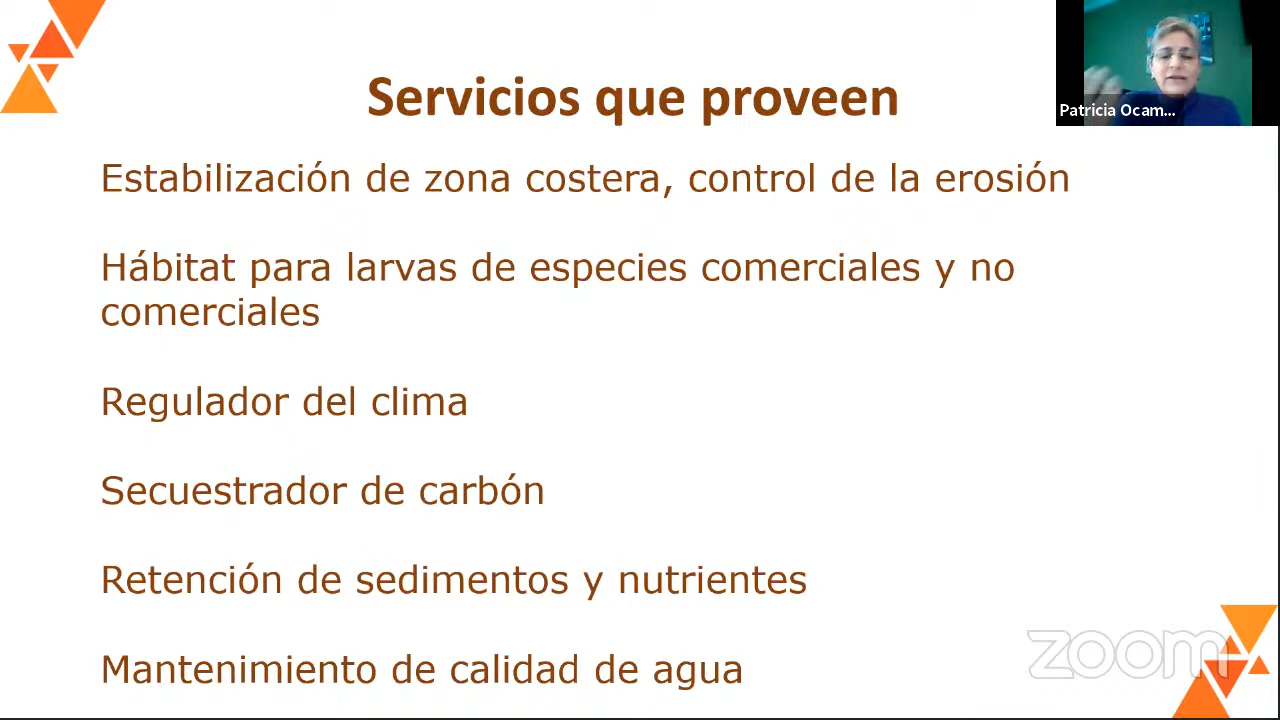 Servicios que proveen
Patricia Ocam...
Estabilización de zona costera, control de la erosión
Hábitat para larvas de especies comerciales y no
comerciales
Regulador del clima
Secuestrador de carbón
Retención de sedimentos y nutrientes
Mantenimiento de calidad de agua
zoom